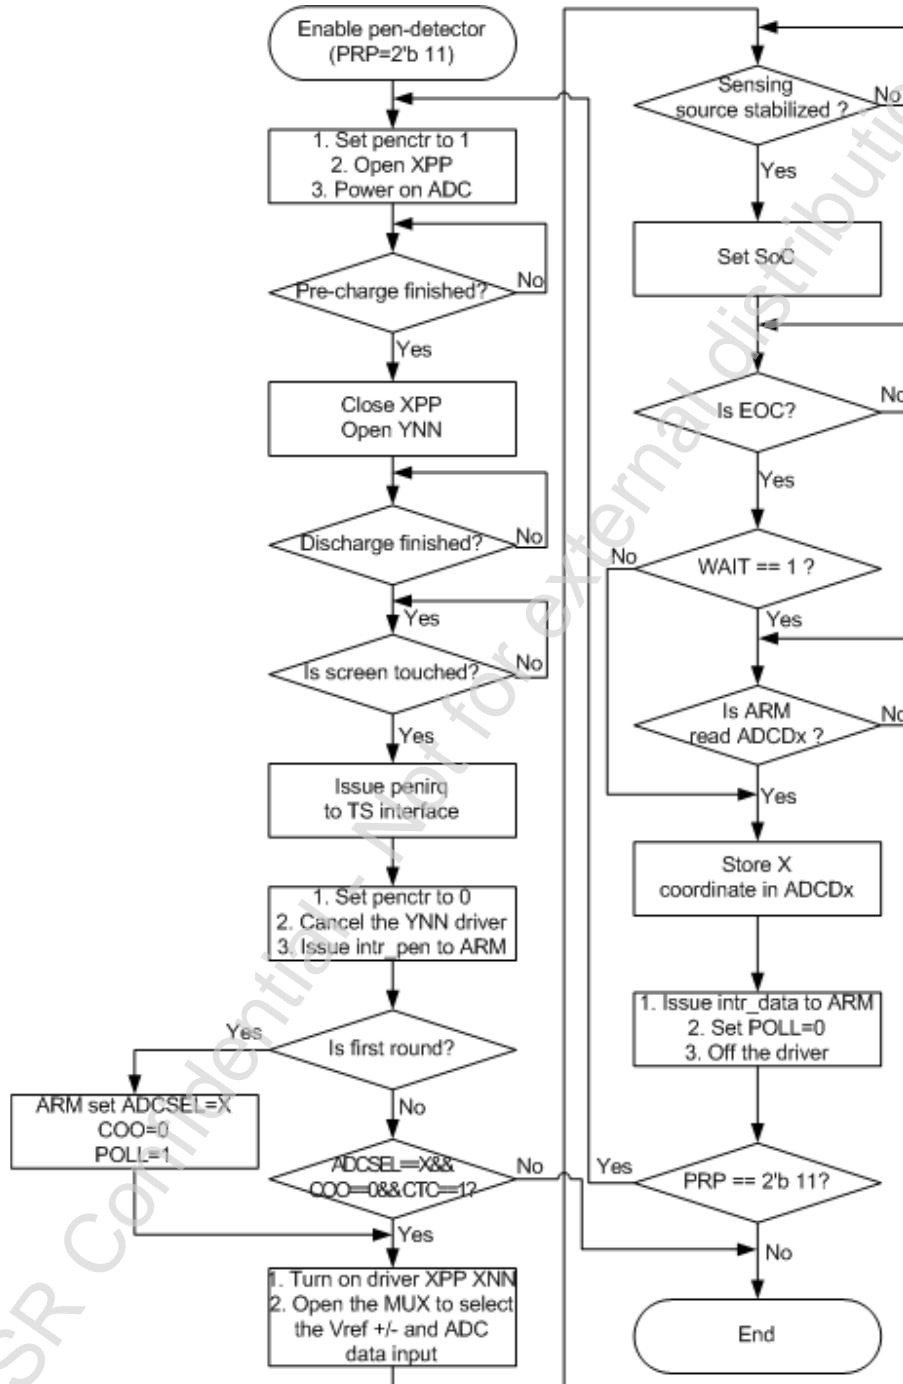 Enable pen-detector
(PRP=2'b 11)
1. Set penctr to 1
2. Open XPP
3. Power on ADC
Pre-charge finished?
No
Yes
Close XPP
Open YNN
Discharge finished?
No
Yes
Is screen touched?
No
Yes
Issue penirq
to TS interface
1. Set penctr to 0
2. Cancel the YNN driver
3. Issue intr_pen to ARM
Is first round?
Yes
No
ARM set ADCSEL=X
COO=0
POLL=1
ADCSEL==X&&
COO==0&&CTC==1?
No
Yes
1. Turn on driver XPP XNN
2. Open the MUX to select
the Vref +/- and ADC
data input
Sensing
source stabilized ?
No
Yes
Set SoC
Is EOC?
No
Yes
WAIT == 1 ?
No
Yes
Is ARM
read ADCDx ?
No
Yes
Store X
coordinate in ADCDx
1. Issue intr_data to ARM
2. Set POLL=0
3. Off the driver
PRP == 2'b 11?
Yes
No
End
SR Confidential - Not for external distributio